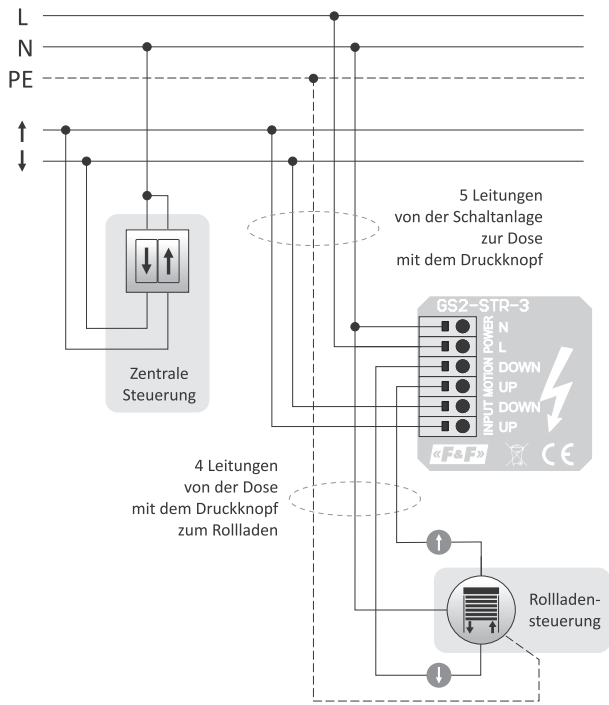 L
N
PE
↑
↓
5 Leitungen
von der Schaltanlage
zur Dose
mit dem Druckknopf
GS2-STR-3
N
L
DOWN
UP
DOWN
UP
POWER
MOTION
INPUT
«F&F»
CE
Zentrale
Steuerung
4 Leitungen
von der Dose
mit dem Druckknopf
zum Rollladen
Rollladen-
steuerung